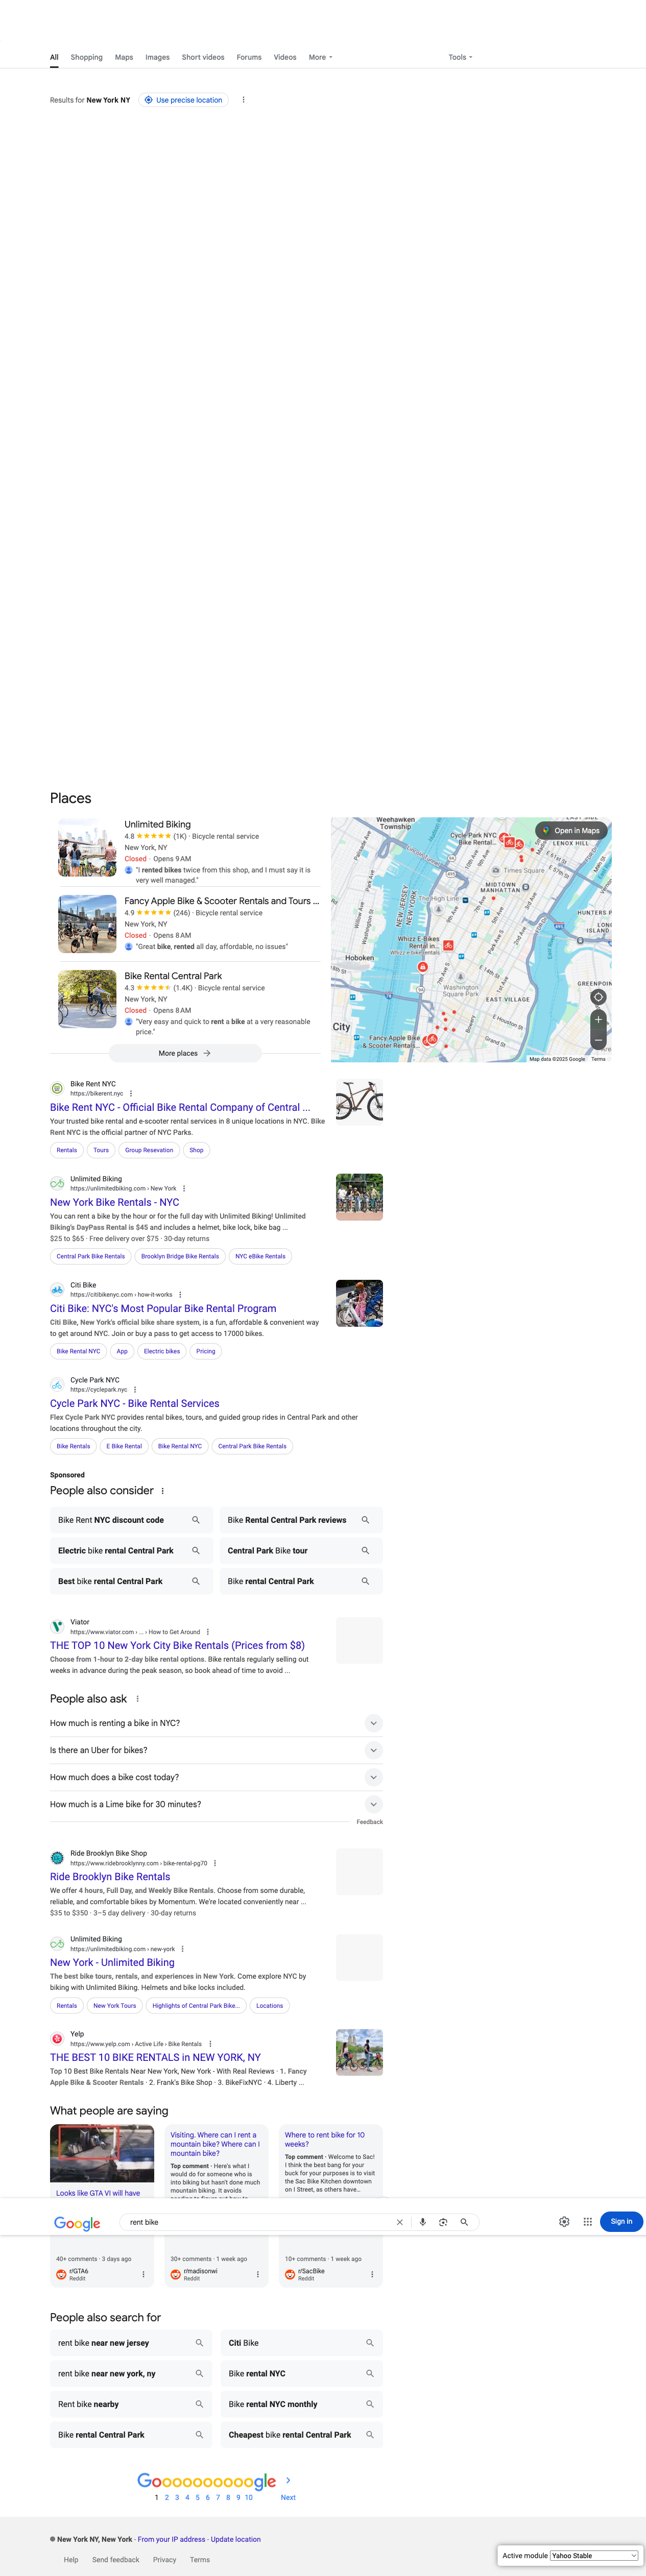 All Shopping Maps Images Short videos Forums Videos More Tools
Results for New York NY Use precise location
Places
Unlimited Biking
4.8 (1K) · Bicycle rental service
New York, NY
Closed · Opens 9 AM
"I rented bikes twice from this shop, and I must say it is
very well managed."
Fancy Apple Bike & Scooter Rentals and Tours ...
4.9 (246) · Bicycle rental service
New York, NY
Closed · Opens 8 AM
"Great bike, rented all day, affordable, no issues"
Bike Rental Central Park
4.3 (1.4K) · Bicycle rental service
New York, NY
Closed · Opens 8 AM
"Very easy and quick to rent a bike at a very reasonable
price."
More places
Weehawken
Township
Open in Maps
Cycle Park NYC
Bike Rental...
LENOX HILL
Times Square
MIDTOWN
MANHATTAN
The High Line
NEW JERSEY
NEW YORK
HUNTERS P
LONG
ISLAND
Whizz E-Bikes
Rental in...
Whizz e-bike rentals
Hoboken
Washington
Square Park
EAST VILLAGE
GREENPOIN
E Houston St
Bowery
City
Fancy Apple Bike
& Scooter Rentals...
Map data ©2025 Google Terms
Bike Rent NYC
https://bikerent.nyc
Bike Rent NYC - Official Bike Rental Company of Central ...
Your trusted bike rental and e-scooter rental services in 8 unique locations in NYC. Bike
Rent NYC is the official partner of NYC Parks.
Rentals Tours Group Resevation Shop
Unlimited Biking
https://unlimitedbiking.com › New York
New York Bike Rentals - NYC
You can rent a bike by the hour or for the full day with Unlimited Biking! Unlimited
Biking's DayPass Rental is $45 and includes a helmet, bike lock, bike bag ...
$25 to $65 · Free delivery over $75 · 30-day returns
Central Park Bike Rentals Brooklyn Bridge Bike Rentals NYC eBike Rentals
Citi Bike
https://citibikenyc.com › how-it-works
Citi Bike: NYC's Most Popular Bike Rental Program
Citi Bike, New York's official bike share system, is a fun, affordable & convenient way
to get around NYC. Join or buy a pass to get access to 17000 bikes.
Bike Rental NYC App Electric bikes Pricing
Cycle Park NYC
https://cyclepark.nyc
Cycle Park NYC - Bike Rental Services
Flex Cycle Park NYC provides rental bikes, tours, and guided group rides in Central Park and other
locations throughout the city.
Bike Rentals E Bike Rental Bike Rental NYC Central Park Bike Rentals
Sponsored
People also consider
Bike Rent NYC discount code Bike Rental Central Park reviews
Electric bike rental Central Park Central Park Bike tour
Best bike rental Central Park Bike rental Central Park
Viator
https://www.viator.com › ... › How to Get Around
THE TOP 10 New York City Bike Rentals (Prices from $8)
Choose from 1-hour to 2-day bike rental options. Bike rentals regularly selling out
weeks in advance during the peak season, so book ahead of time to avoid ...
People also ask
How much is renting a bike in NYC?
Is there an Uber for bikes?
How much does a bike cost today?
How much is a Lime bike for 30 minutes?
Feedback
Ride Brooklyn Bike Shop
https://www.ridebrooklynny.com › bike-rental-pg70
Ride Brooklyn Bike Rentals
We offer 4 hours, Full Day, and Weekly Bike Rentals. Choose from some durable,
reliable, and comfortable bikes by Momentum. We're located conveniently near ...
$35 to $350 · 3–5 day delivery · 30-day returns
Unlimited Biking
https://unlimitedbiking.com › new-york
New York - Unlimited Biking
The best bike tours, rentals, and experiences in New York. Come explore NYC by
biking with Unlimited Biking. Helmets and bike locks included.
Rentals New York Tours Highlights of Central Park Bike... Locations
Yelp
https://www.yelp.com › Active Life › Bike Rentals
THE BEST 10 BIKE RENTALS in NEW YORK, NY
Top 10 Best Bike Rentals Near New York, New York - With Real Reviews · 1. Fancy
Apple Bike & Scooter Rentals · 2. Frank's Bike Shop · 3. BikeFixNYC · 4. Liberty ...
What people are saying
Looks like GTA VI will have
Visiting. Where can I rent a
mountain bike? Where can I
mountain bike?
Top comment · Here's what I
would do for someone who is
into biking but hasn't done much
mountain biking. It avoids
Where to rent bike for 10
weeks?
Top comment · Welcome to Sac!
I think the best bang for your
buck for your purposes is to visit
the Sac Bike Kitchen downtown
on I Street, as others have...
Google rent bike Sign in
40+ comments · 3 days ago 30+ comments · 1 week ago 10+ comments · 1 week ago
r/GTA6 r/madisonwi r/SacBike
Reddit Reddit Reddit
People also search for
rent bike near new jersey Citi Bike
rent bike near new york, ny Bike rental NYC
Rent bike nearby Bike rental NYC monthly
Bike rental Central Park Cheapest bike rental Central Park
Goooooooooogle
1 2 3 4 5 6 7 8 9 10 Next
New York NY, New York - From your IP address - Update location
Help Send feedback Privacy Terms
Active module Yahoo Stable